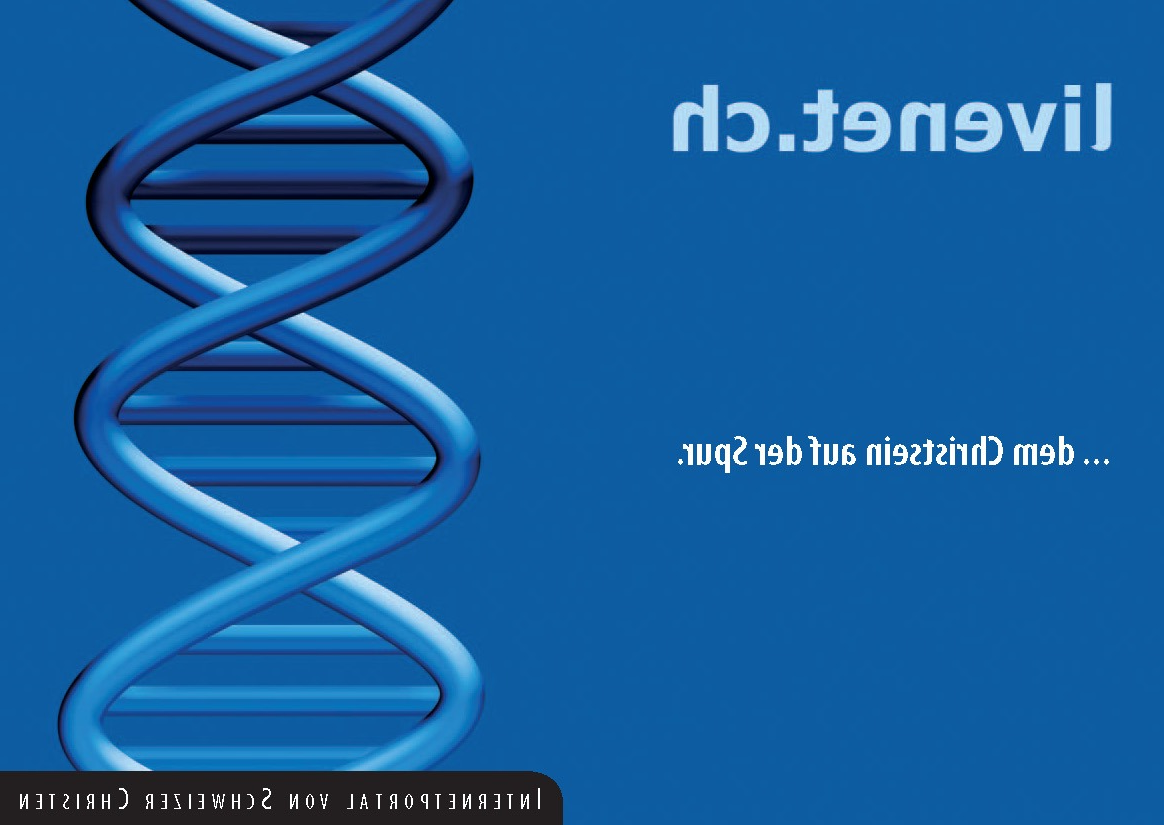 livenet.ch
... dem Christsein auf der Spur.
INTERNETPORTAL VON SCHWEIZER CHRISTEN